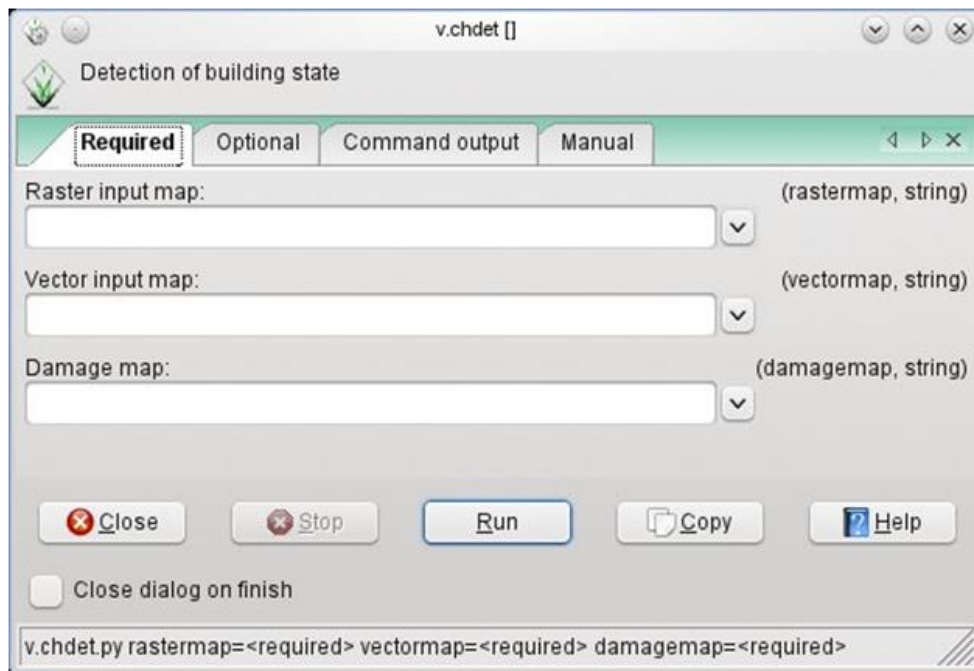 v.chdet []
Detection of building state
Required Optional Command output Manual
Raster input map: (rastermap, string)
Vector input map: (vectormap, string)
Damage map: (damagemap, string)
Close Stop Run Copy Help
Close dialog on finish
v.chdet.py rastermap=<required> vectormap=<required> damagemap=<required>